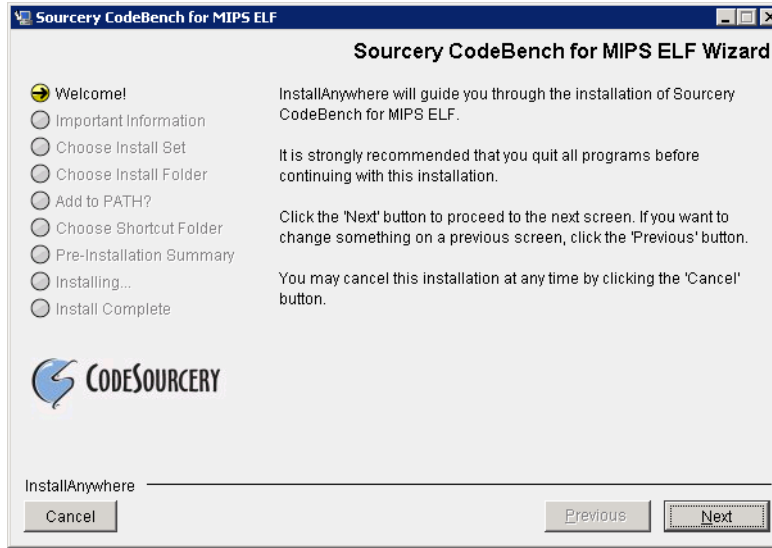 Sourcery CodeBench for MIPS ELF
Sourcery CodeBench for MIPS ELF Wizard
Welcome!
Important Information
Choose Install Set
Choose Install Folder
Add to PATH?
Choose Shortcut Folder
Pre-Installation Summary
Installing...
Install Complete
InstallAnywhere will guide you through the installation of Sourcery
CodeBench for MIPS ELF.
It is strongly recommended that you quit all programs before
continuing with this installation.
Click the 'Next' button to proceed to the next screen. If you want to
change something on a previous screen, click the 'Previous' button.
You may cancel this installation at any time by clicking the 'Cancel'
button.
CODESOURCERY
InstallAnywhere
Cancel
Previous
Next